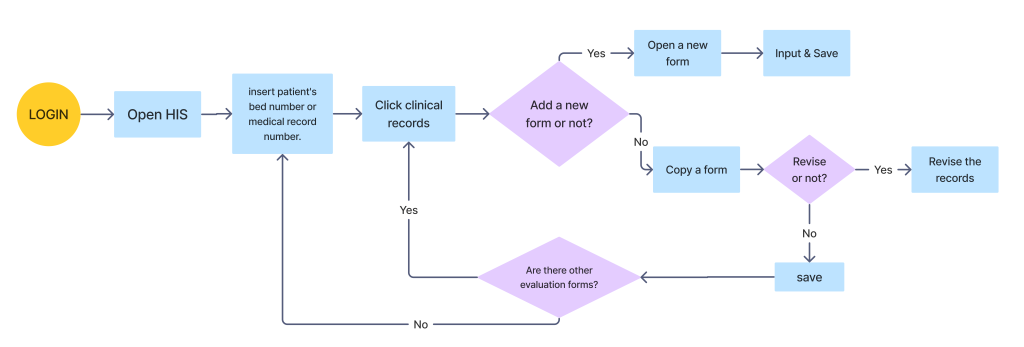 LOGIN
Open HIS
insert patient's
bed number or
medical record
number.
Click clinical
records
Add a new
form or not?
Yes
Open a new
form
Input & Save
No
Copy a form
Revise
or not?
Yes
Revise the
records
No
save
Are there other
evaluation forms?
Yes
No